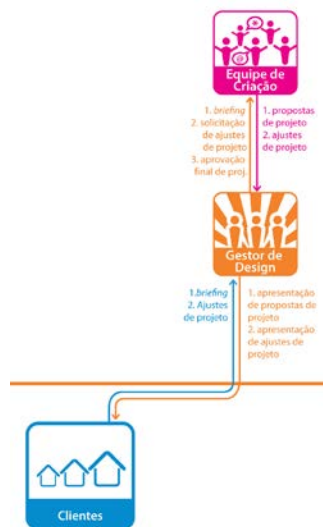 Equipe de
Criação
1. briefing
2. solicitação
de ajustes
de projeto
3. aprovação
final de proj.
1. propostas
de projeto
2. ajustes
de projeto
Gestor de
Design
1.briefing
2. Ajustes
de projeto
1. apresentação
de propostas de
projeto
2. apresentação
de ajustes de
projeto
Clientes